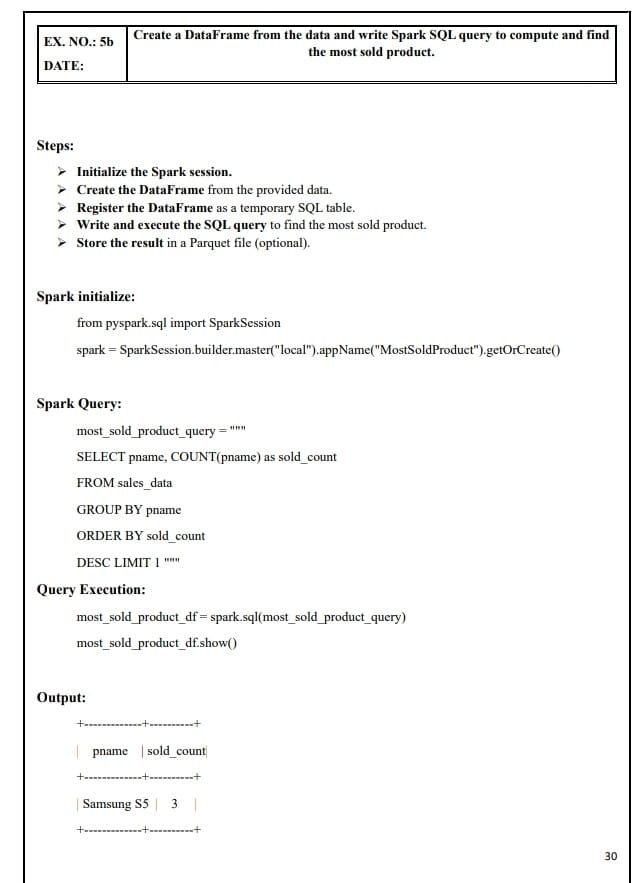 EX. NO.: 5b
DATE:
Create a DataFrame from the data and write Spark SQL query to compute and find
the most sold product.
Steps:
➢ Initialize the Spark session.
➢ Create the DataFrame from the provided data.
➢ Register the DataFrame as a temporary SQL table.
➢ Write and execute the SQL query to find the most sold product.
➢ Store the result in a Parquet file (optional).
Spark initialize:
from pyspark.sql import SparkSession
spark = SparkSession.builder.master("local").appName("MostSoldProduct").getOrCreate()
Spark Query:
most_sold_product_query = """
SELECT pname, COUNT(pname) as sold_count
FROM sales_data
GROUP BY pname
ORDER BY sold_count
DESC LIMIT 1 """
Query Execution:
most_sold_product_df = spark.sql(most_sold_product_query)
most_sold_product_df.show()
Output:
+-------------+----------+
| pname | sold_count|
+-------------+----------+
| Samsung S5 | 3 |
+-------------+----------+
30